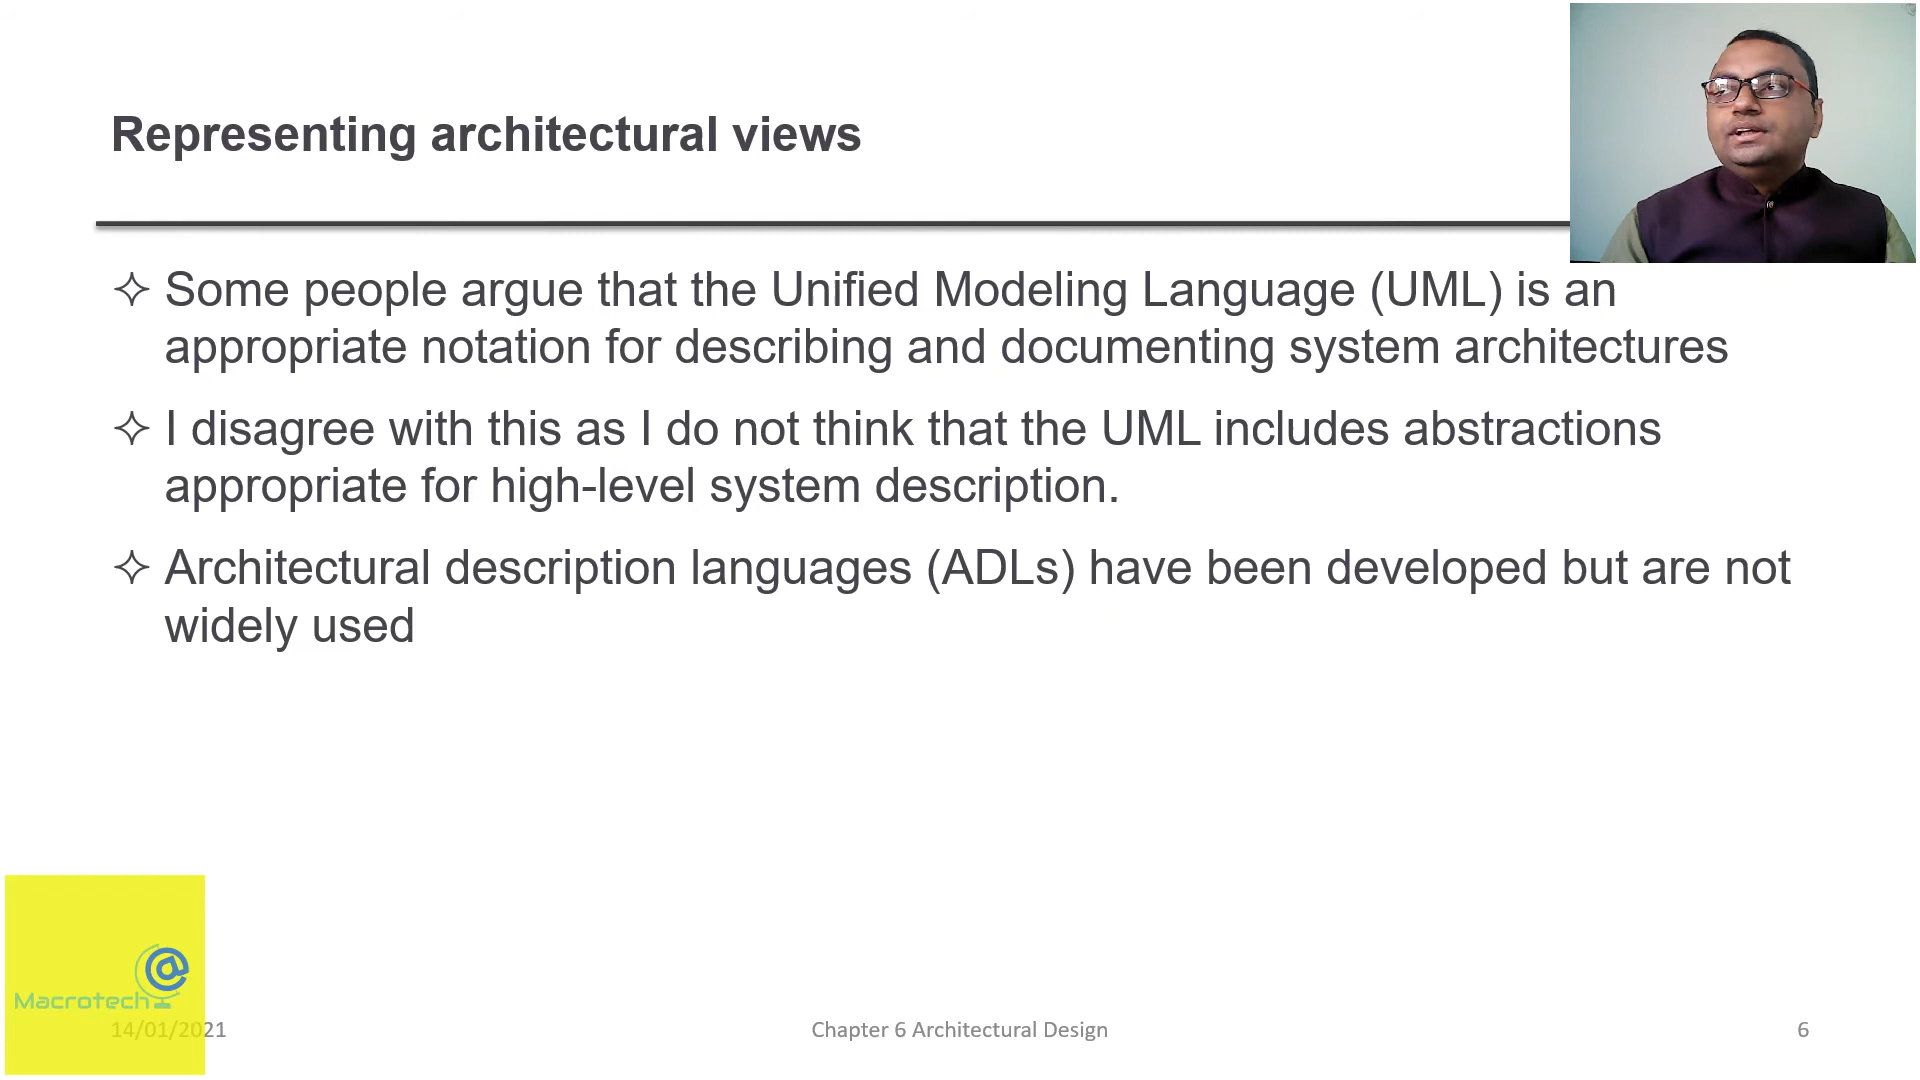 Representing architectural views
✧ Some people argue that the Unified Modeling Language (UML) is an
appropriate notation for describing and documenting system architectures
✧ I disagree with this as I do not think that the UML includes abstractions
appropriate for high-level system description.
✧ Architectural description languages (ADLs) have been developed but are not
widely used
@
Macrotech
14/01/2021
Chapter 6 Architectural Design
6